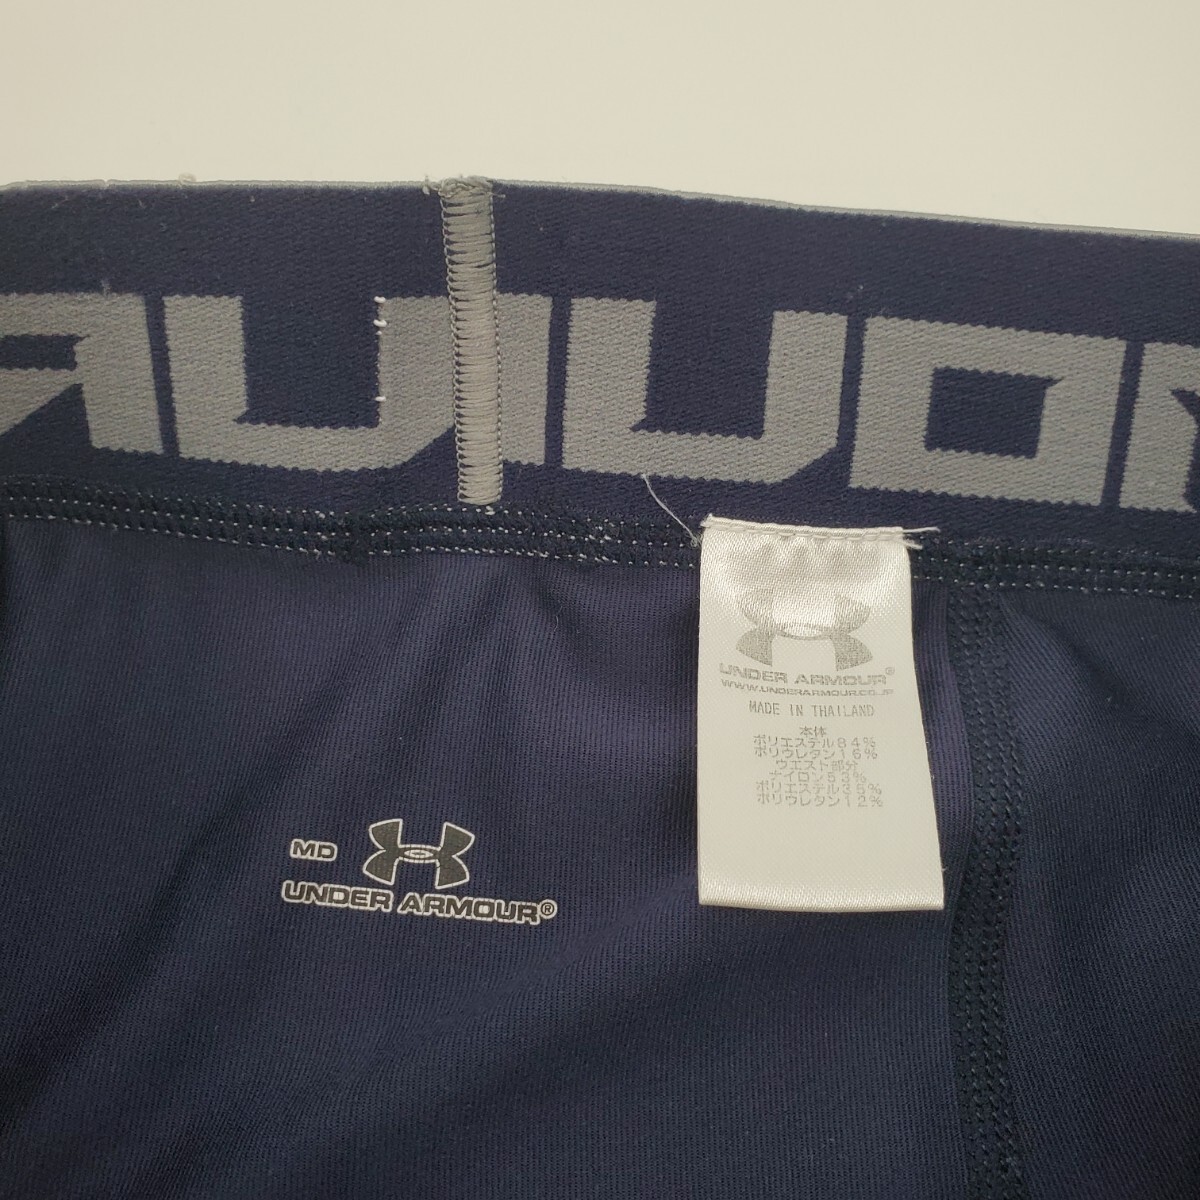 UNDER ARMOUR®
WWW.UNDERARMOUR.CO.JP
MADE IN THAILAND
本体
ポリエステル84%
ポリウレタン16%
ウエスト部分
ナイロン53%
ポリエステル35%
ポリウレタン12%
MD
UNDER ARMOUR®